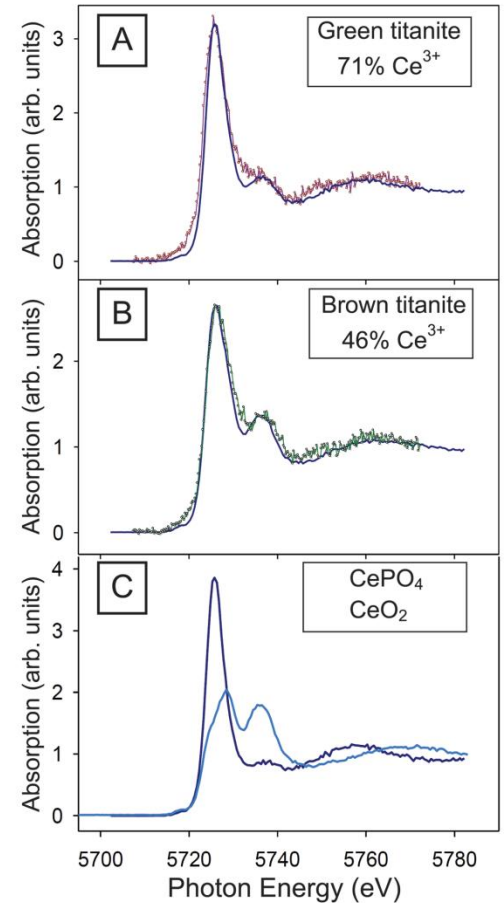 A
Green titanite
71% Ce³⁺
Absorption (arb. units)
3
2
1
0
B
Brown titanite
46% Ce³⁺
Absorption (arb. units)
2
1
0
C
CePO₄
CeO₂
Absorption (arb. units)
4
3
2
1
0
5700 5720 5740 5760 5780
Photon Energy (eV)